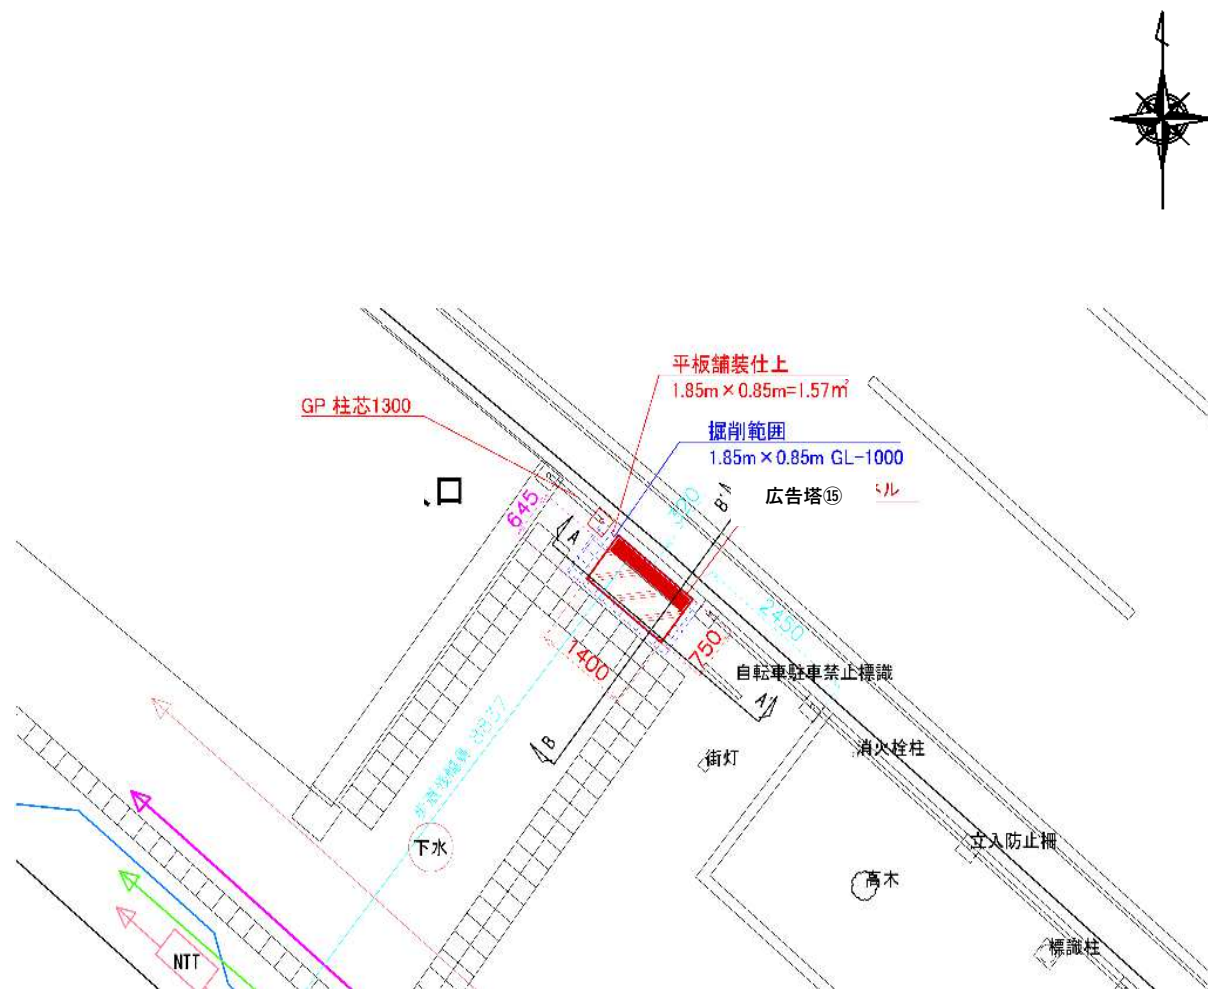 平板舗装仕上
1.85m×0.85m=1.57㎡
GP 柱芯1300
掘削範囲
1.85m×0.85m GL-1000
広告塔⑮
ネル
口
645
B'
A
2450
1400
750
自転車駐車禁止標識
A'
B
街灯
消火栓柱
下水
立入防止柵
高木
標識柱
NTT